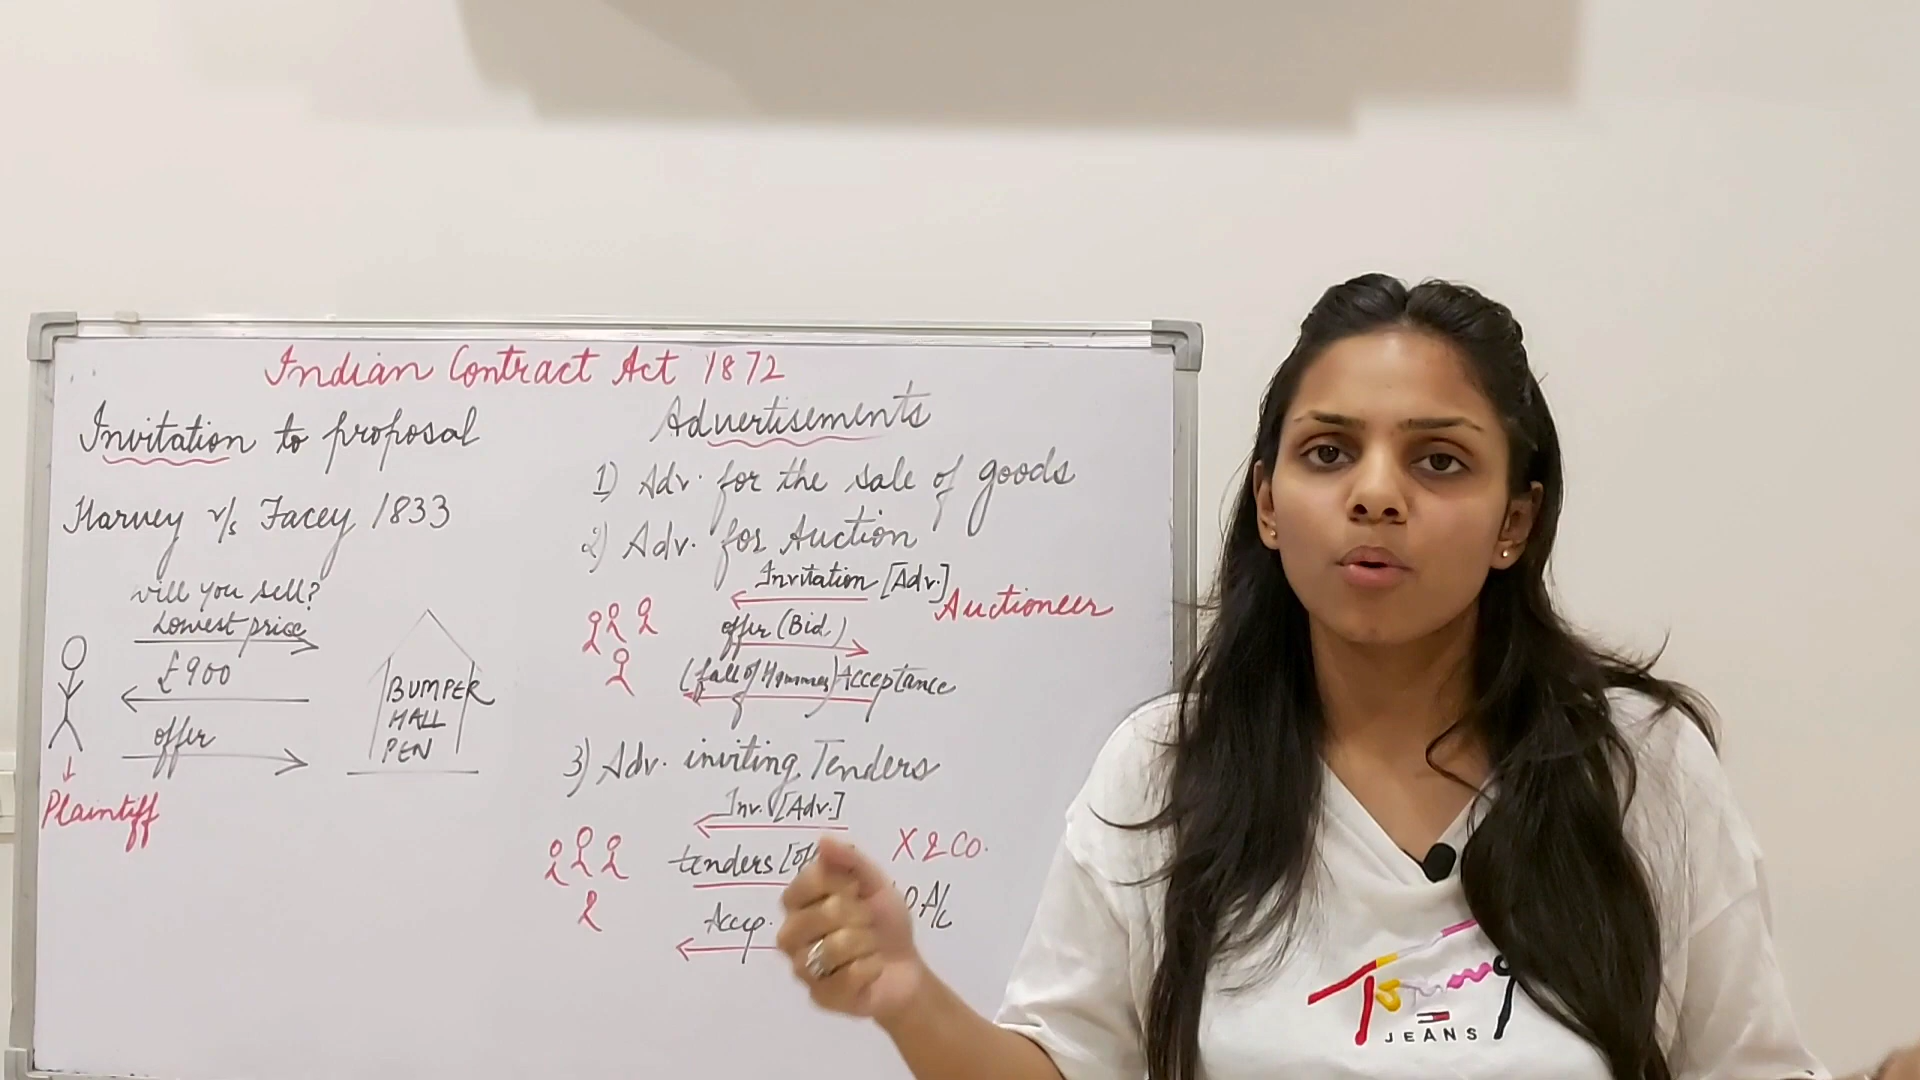 Indian Contract Act 1872
Invitation to proposal
Harvey v/s Facey 1833
will you sell?
Lowest price
£900
offer
Plaintiff
BUMPER
HALL
PEN
Advertisements
1) Adv. for the sale of goods
2) Adv. for Auction
Invitation [Adv.]
Auctioneer
offer (Bid)
(fall of Hammer) Acceptance
3) Adv. inviting Tenders
Inv. [Adv.]
X & Co.
tenders
Accp.
Tommy
JEANS